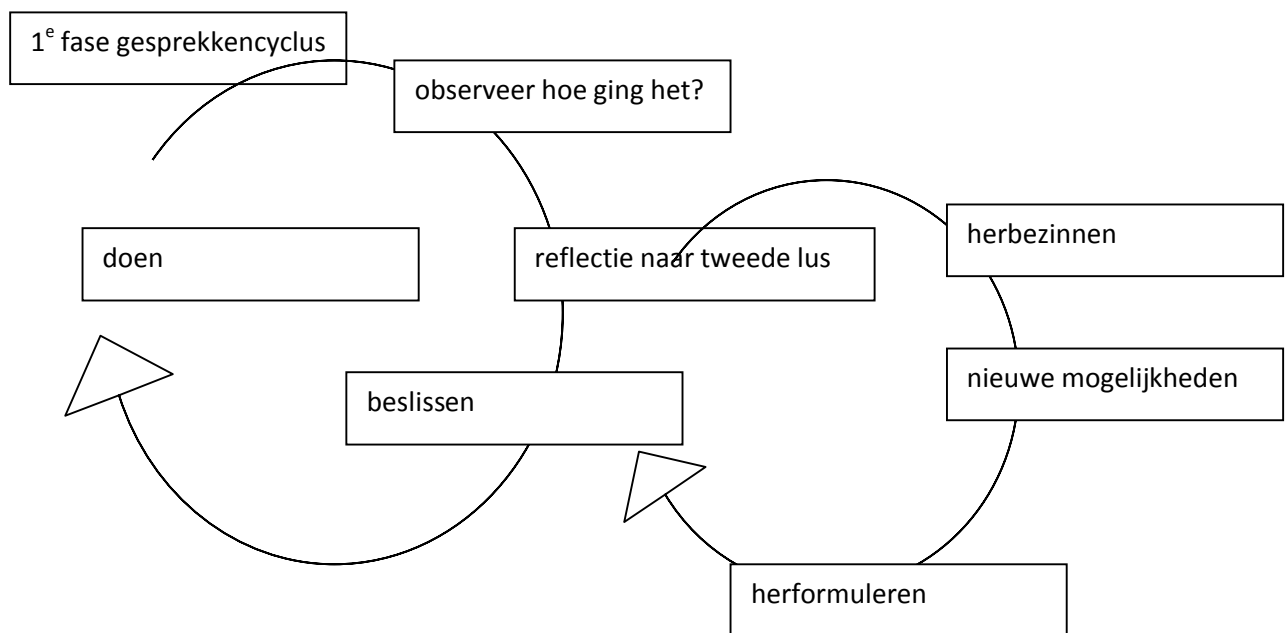 1e fase gesprekkencyclus
observeer hoe ging het?
doen
reflectie naar tweede lus
herbezinnen
beslissen
nieuwe mogelijkheden
herformuleren